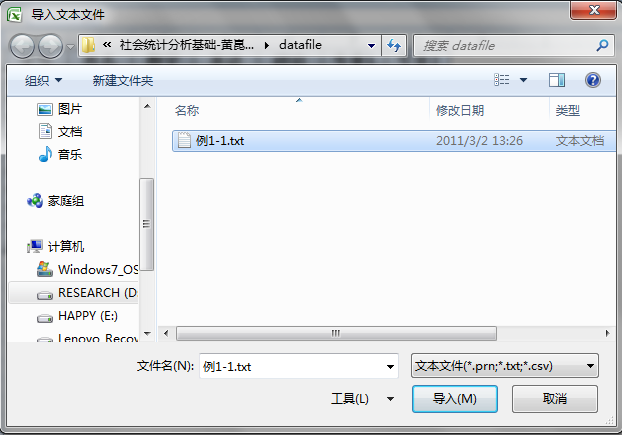 导入文本文件
« 社会统计分析基础-黄昆... datafile
搜索 datafile
组织 新建文件夹
名称 修改日期 类型
图片
文档
音乐
家庭组
计算机
Windows7_OS
RESEARCH (D
HAPPY (E:)
Lenovo_Recov
例1-1.txt 2011/3/2 13:26 文本文档
文件名(N): 例1-1.txt 文本文件(*.prn;*.txt;*.csv)
工具(L) 导入(M) 取消